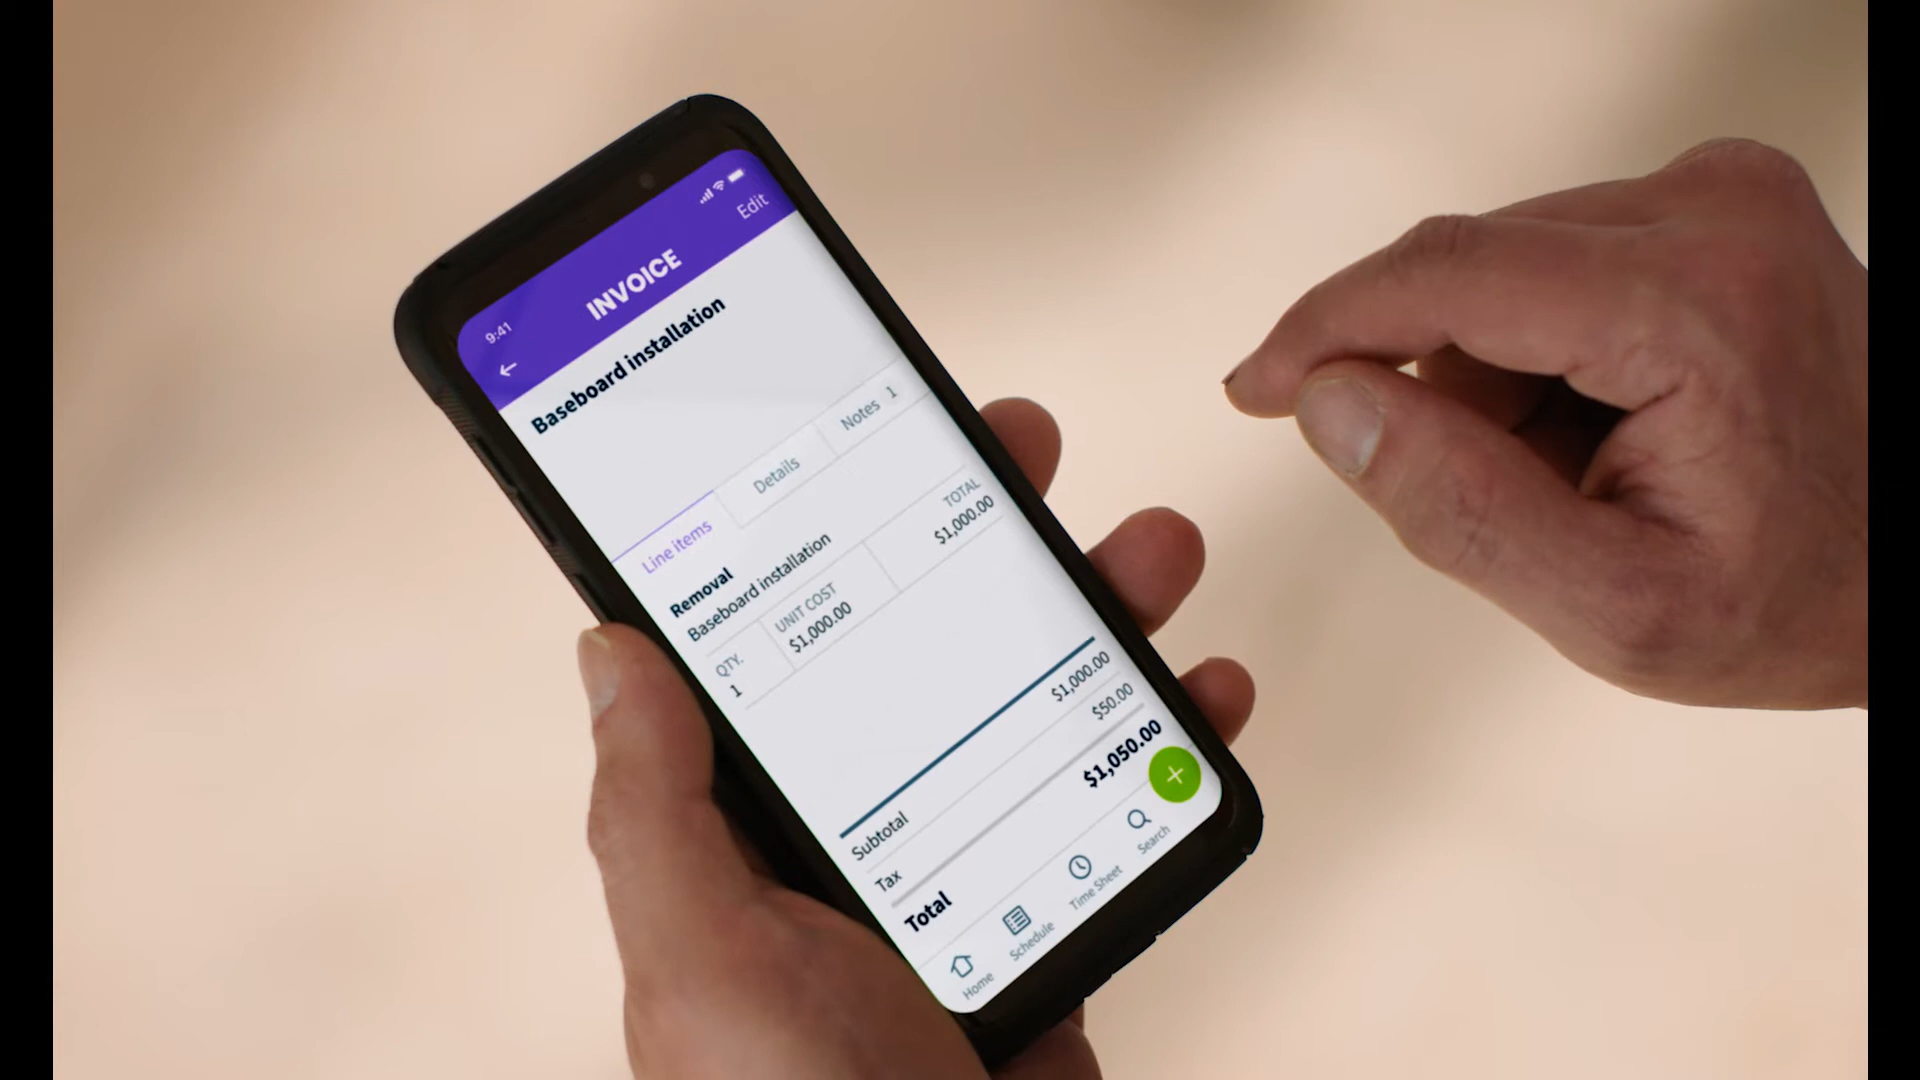 9:41
Edit
INVOICE
Baseboard installation
Line items Details Notes 1
Removal
Baseboard installation
QTY. UNIT COST TOTAL
1 $1,000.00 $1,000.00
Subtotal $1,000.00
Tax $50.00
Total $1,050.00
Home Schedule Time Sheet Search